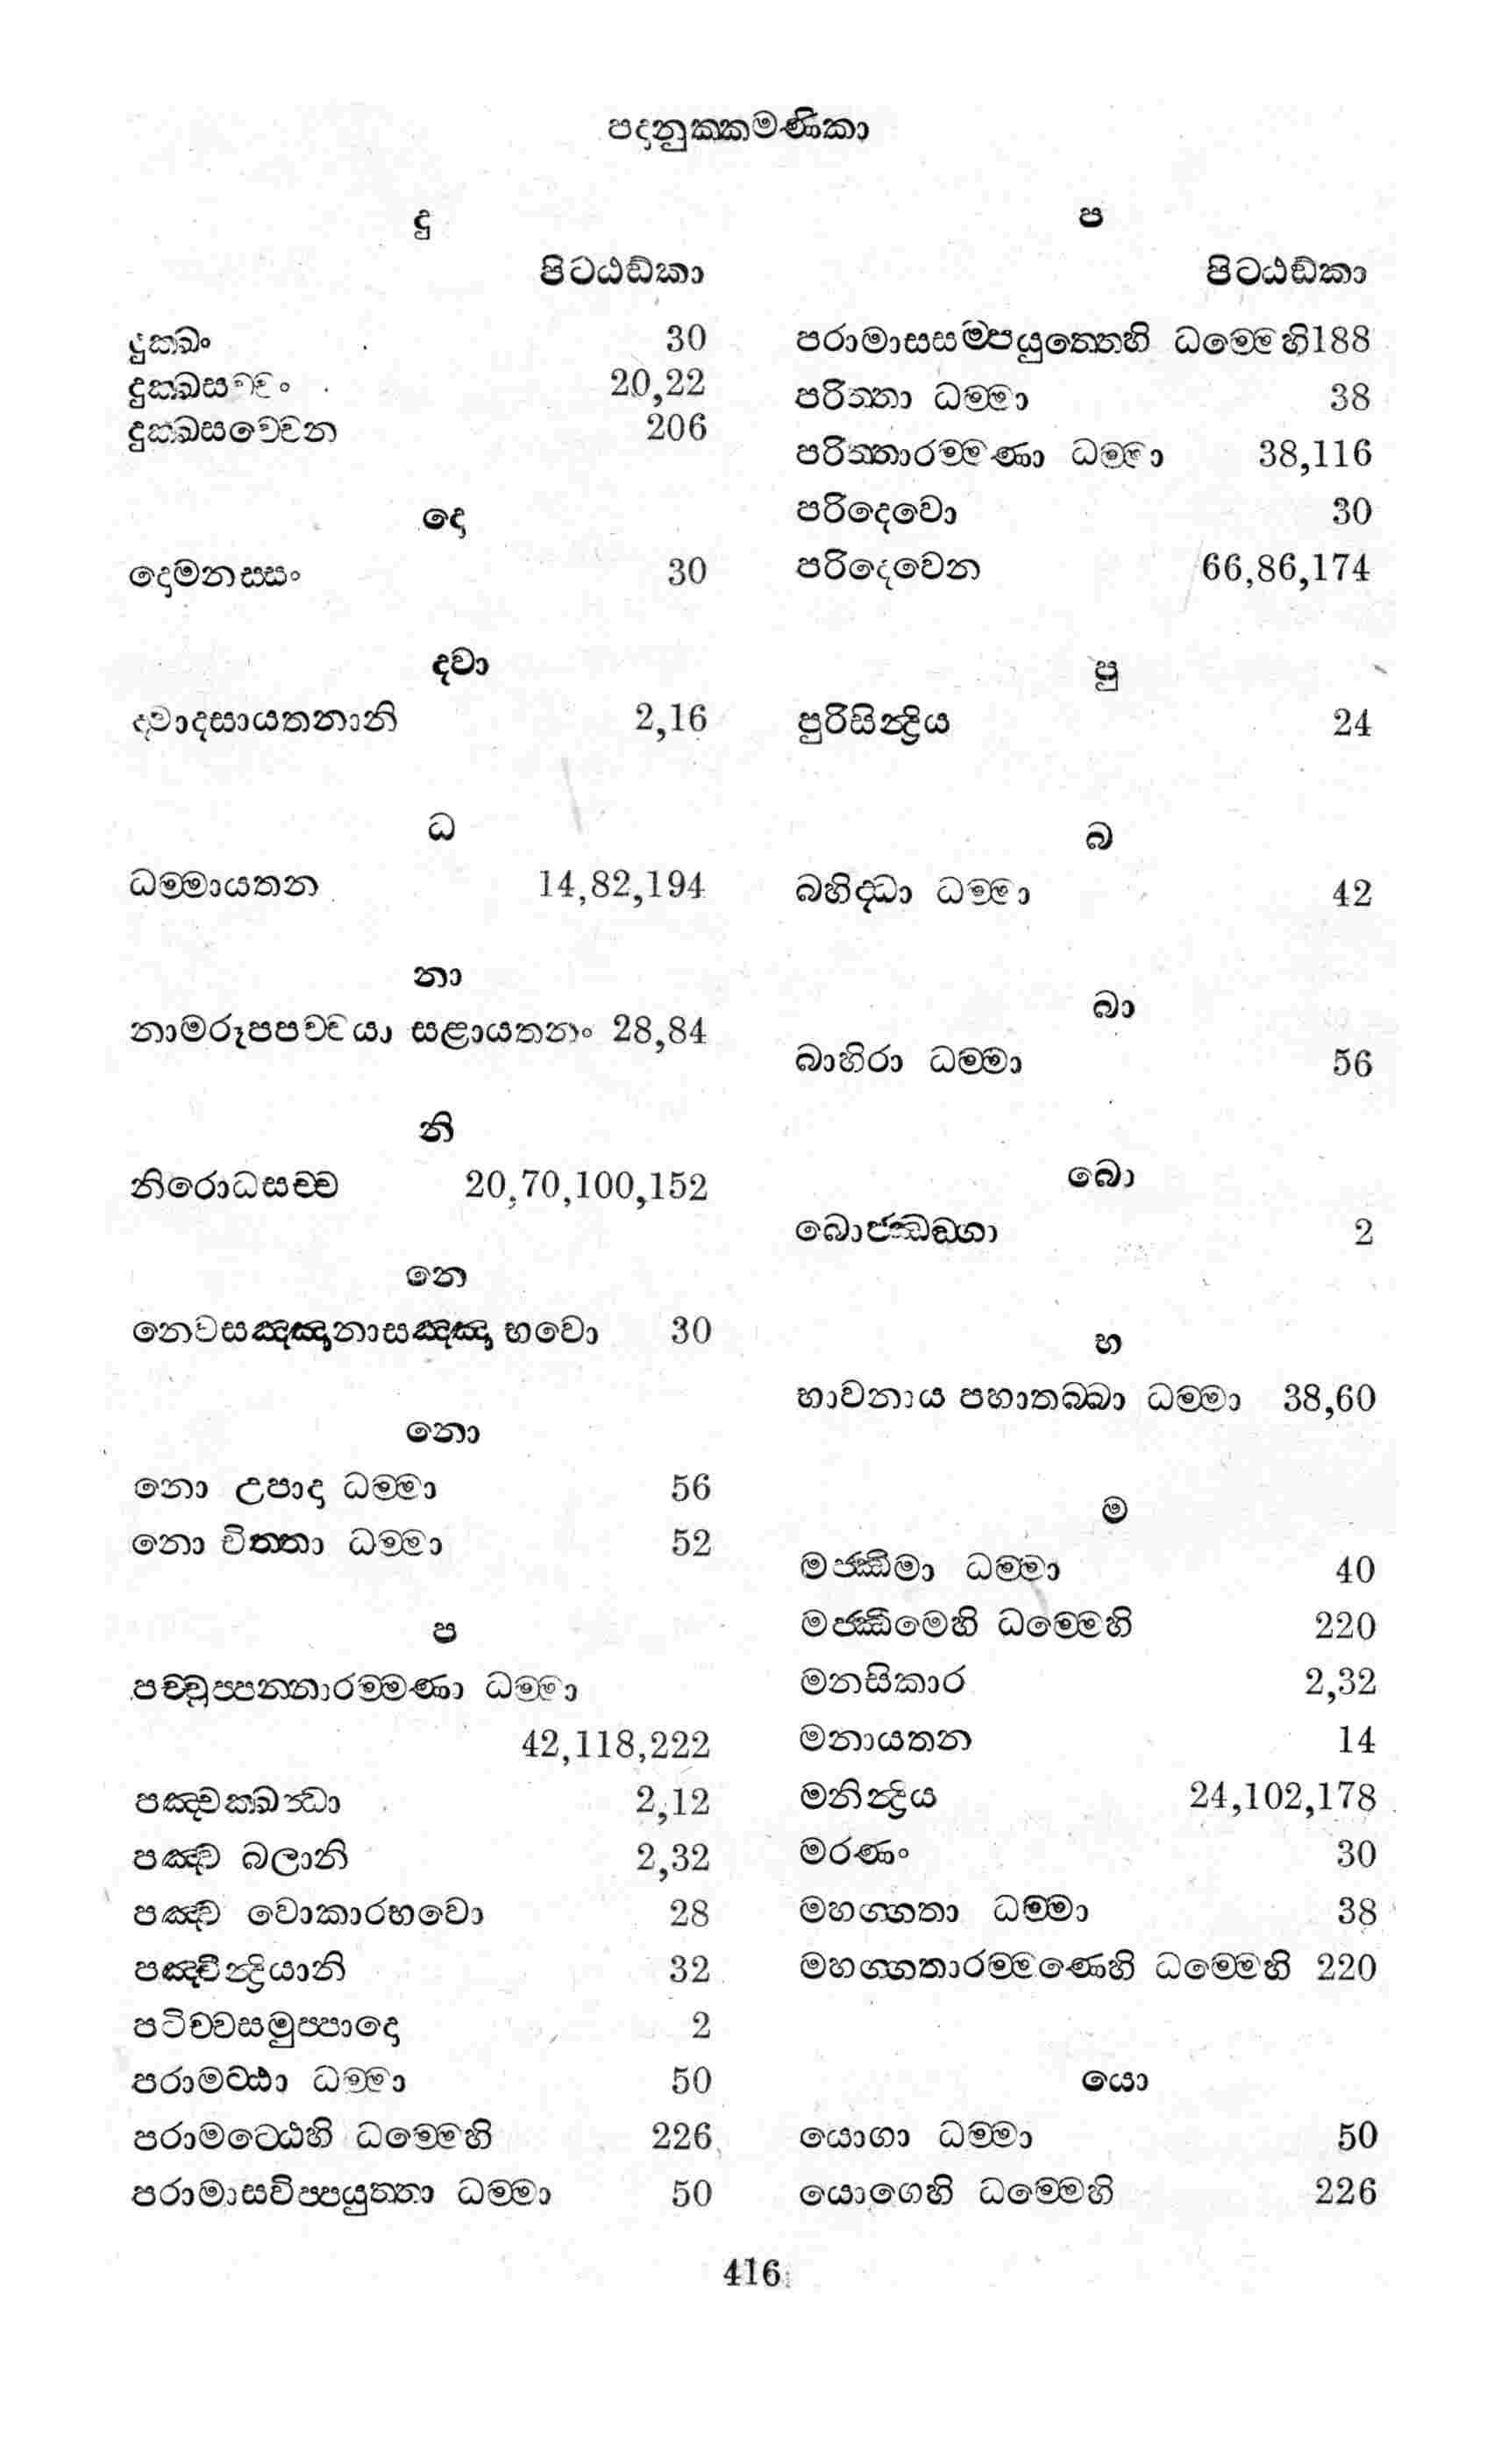 පදානුක්කමණිකා
දු
පිටඨඞ්කා
දුක්ඛං 30
දුක්ඛසච්චං 20,22
දුක්ඛසච්චෙන 206
දො
දොමනස්සං 30
ද්වා
ද්වාදසායතනානි 2,16
ධ
ධම්මායතන 14,82,194
නා
නාමරූපපච්චයා සළායතනං 28,84
නි
නිරොධසච්ච 20,70,100,152
නෙ
නෙවසඤ්ඤානාසඤ්ඤා භවො 30
නො
නො උපාදා ධම්මා 56
නො චිත්තා ධම්මා 52
ප
පච්චුප්පන්නාරම්මණා ධම්මා
42,118,222
පඤ්චක්ඛන්ධා 2,12
පඤ්ච බලානි 2,32
පඤ්ච වොකාරභවො 28
පඤ්චින්ද්‍රියානි 32
පටිච්චසමුප්පාදො 2
පරාමට්ඨා ධම්මා 50
පරාමට්ඨෙහි ධම්මෙහි 226
පරාමාසවිප්පයුත්තා ධම්මා 50
ප
පිටඨඞ්කා
පරාමාසසම්පයුත්තෙහි ධම්මෙහි188
පරිත්තා ධම්මා 38
පරිත්තාරම්මණා ධම්මා 38,116
පරිදෙවො 30
පරිදෙවෙන 66,86,174
පු
පුරිසින්ද්‍රිය 24
බ
බහිද්ධා ධම්මා 42
බා
බාහිරා ධම්මා 56
බො
බොජ්ඣඞ්ගා 2
භ
භාවනාය පහාතබ්බා ධම්මා 38,60
ම
මජ්ඣිමා ධම්මා 40
මජ්ඣිමෙහි ධම්මෙහි 220
මනසිකාර 2,32
මනායතන 14
මනින්ද්‍රිය 24,102,178
මරණං 30
මහග්ගතා ධම්මා 38
මහග්ගතාරම්මණෙහි ධම්මෙහි 220
යො
යොගා ධම්මා 50
යොගෙහි ධම්මෙහි 226
416